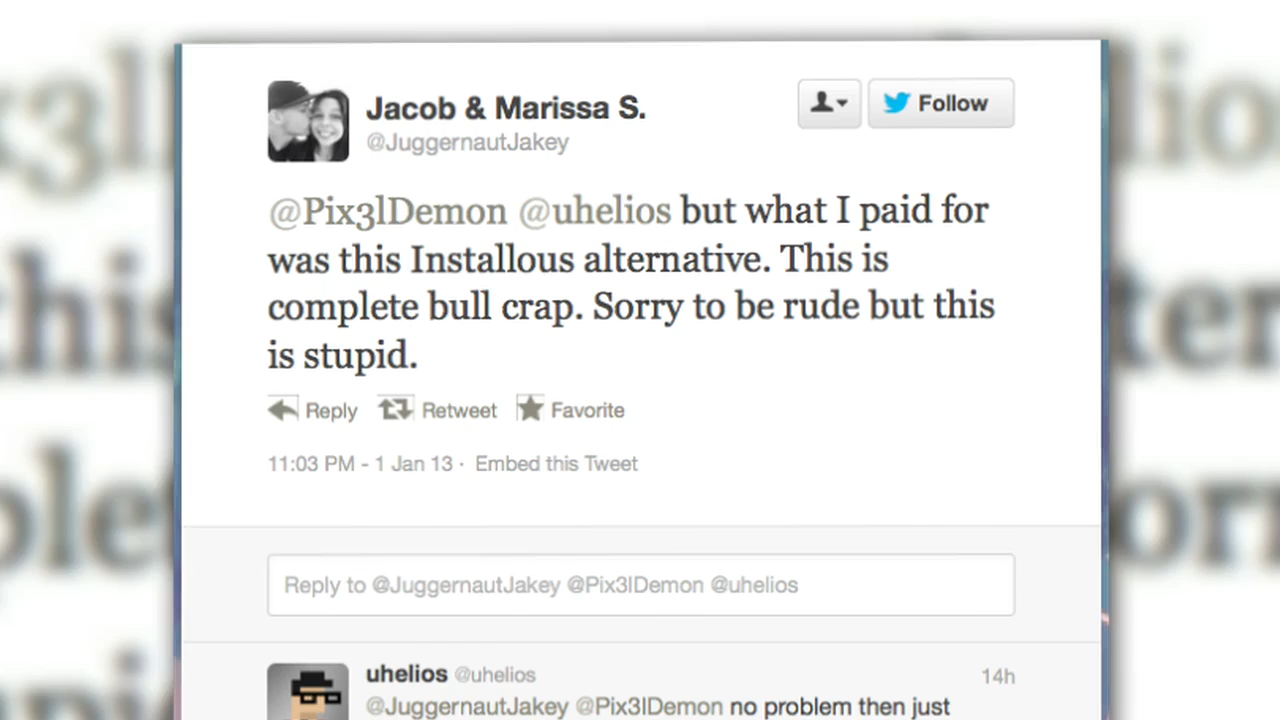 Jacob & Marissa S.
@JuggernautJakey
Follow
@Pix3lDemon @uhelios but what I paid for
was this Installous alternative. This is
complete bull crap. Sorry to be rude but this
is stupid.
Reply Retweet Favorite
11:03 PM - 1 Jan 13 · Embed this Tweet
Reply to @JuggernautJakey @Pix3lDemon @uhelios
uhelios @uhelios 14h
@JuggernautJakey @Pix3lDemon no problem then just